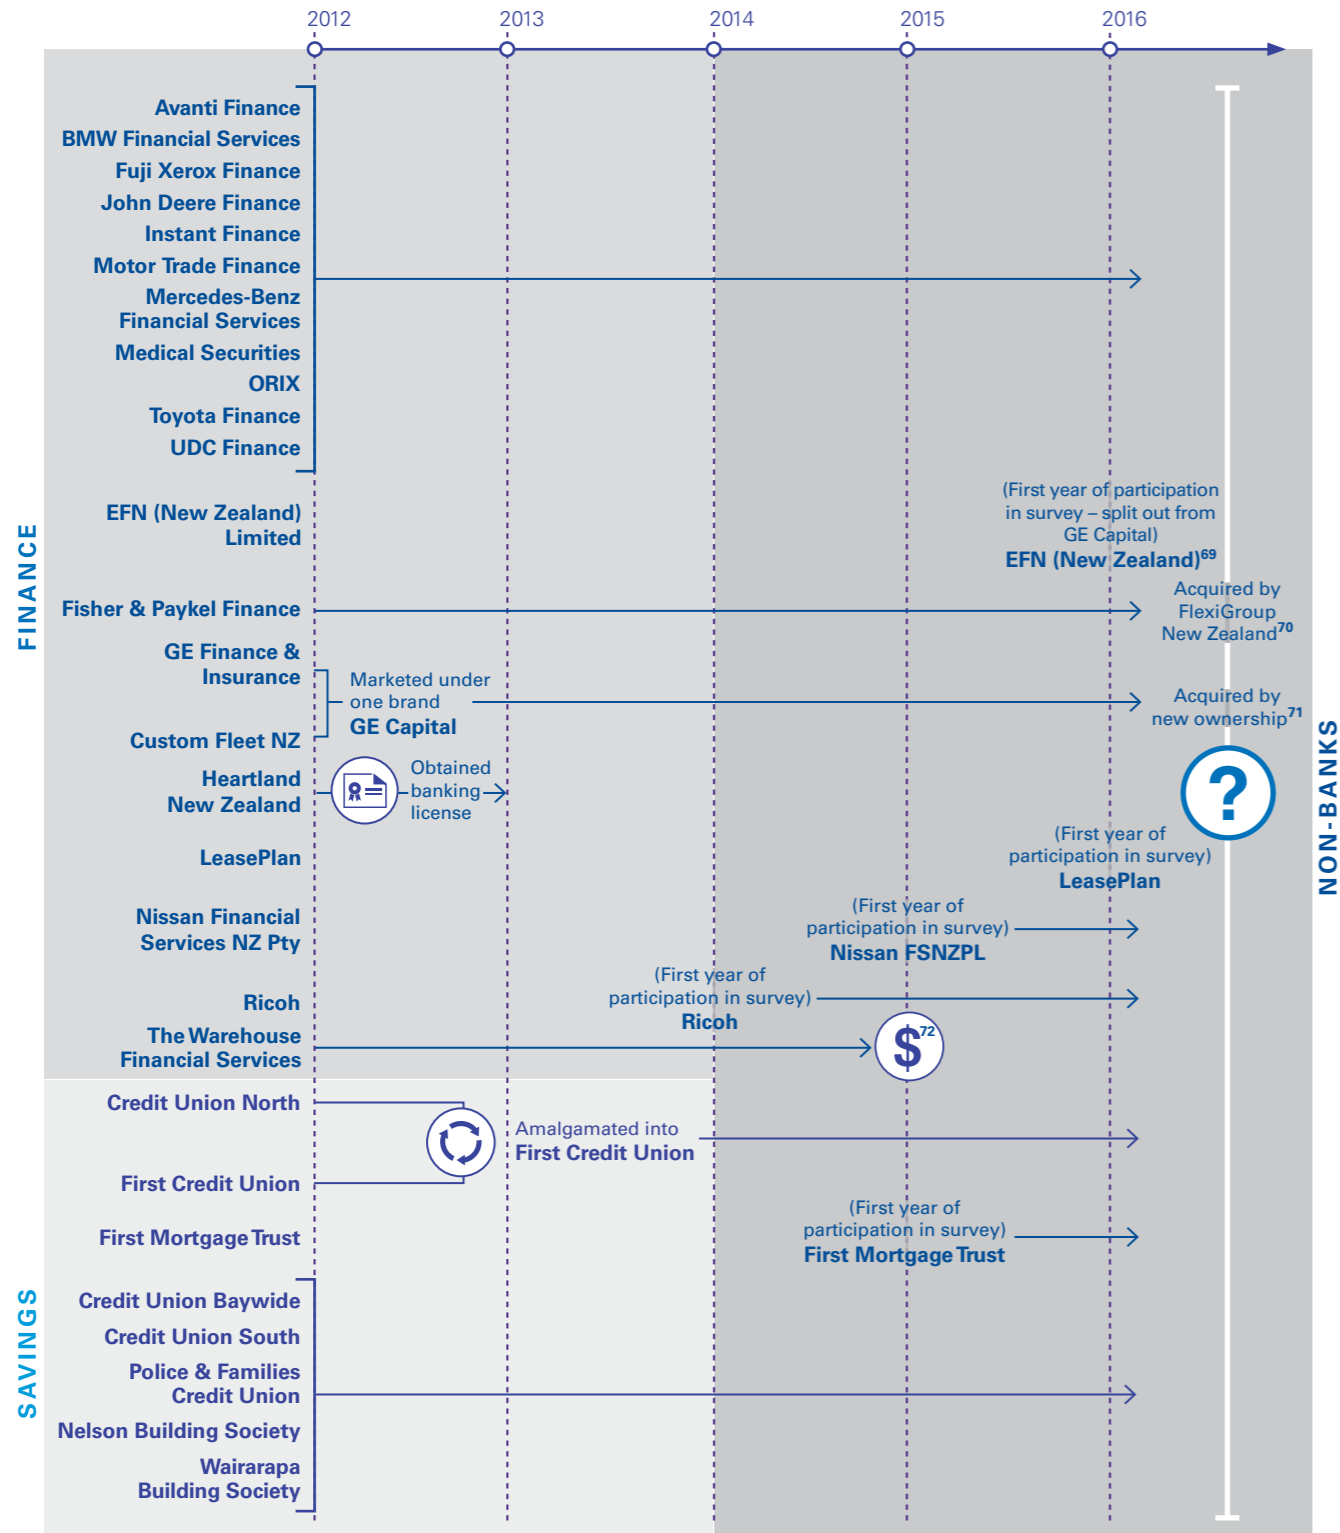 2012 2013 2014 2015 2016
Avanti Finance
BMW Financial Services
Fuji Xerox Finance
John Deere Finance
Instant Finance
Motor Trade Finance
Mercedes-Benz
Financial Services
Medical Securities
ORIX
Toyota Finance
UDC Finance
FINANCE
EFN (New Zealand)
Limited
(First year of participation
in survey – split out from
GE Capital)
EFN (New Zealand)69
Fisher & Paykel Finance
Acquired by
FlexiGroup
New Zealand70
GE Finance &
Insurance
Custom Fleet NZ
Marketed under
one brand
GE Capital
Acquired by
new ownership71
Heartland
New Zealand
Obtained
banking
license
?
NON-BANKS
LeasePlan
(First year of
participation in survey)
LeasePlan
Nissan Financial
Services NZ Pty
(First year of
participation in survey)
Nissan FSNZPL
Ricoh
(First year of
participation in survey)
Ricoh
The Warehouse
Financial Services
$72
SAVINGS
Credit Union North
First Credit Union
Amalgamated into
First Credit Union
First Mortgage Trust
(First year of
participation in survey)
First Mortgage Trust
Credit Union Baywide
Credit Union South
Police & Families
Credit Union
Nelson Building Society
Wairarapa
Building Society